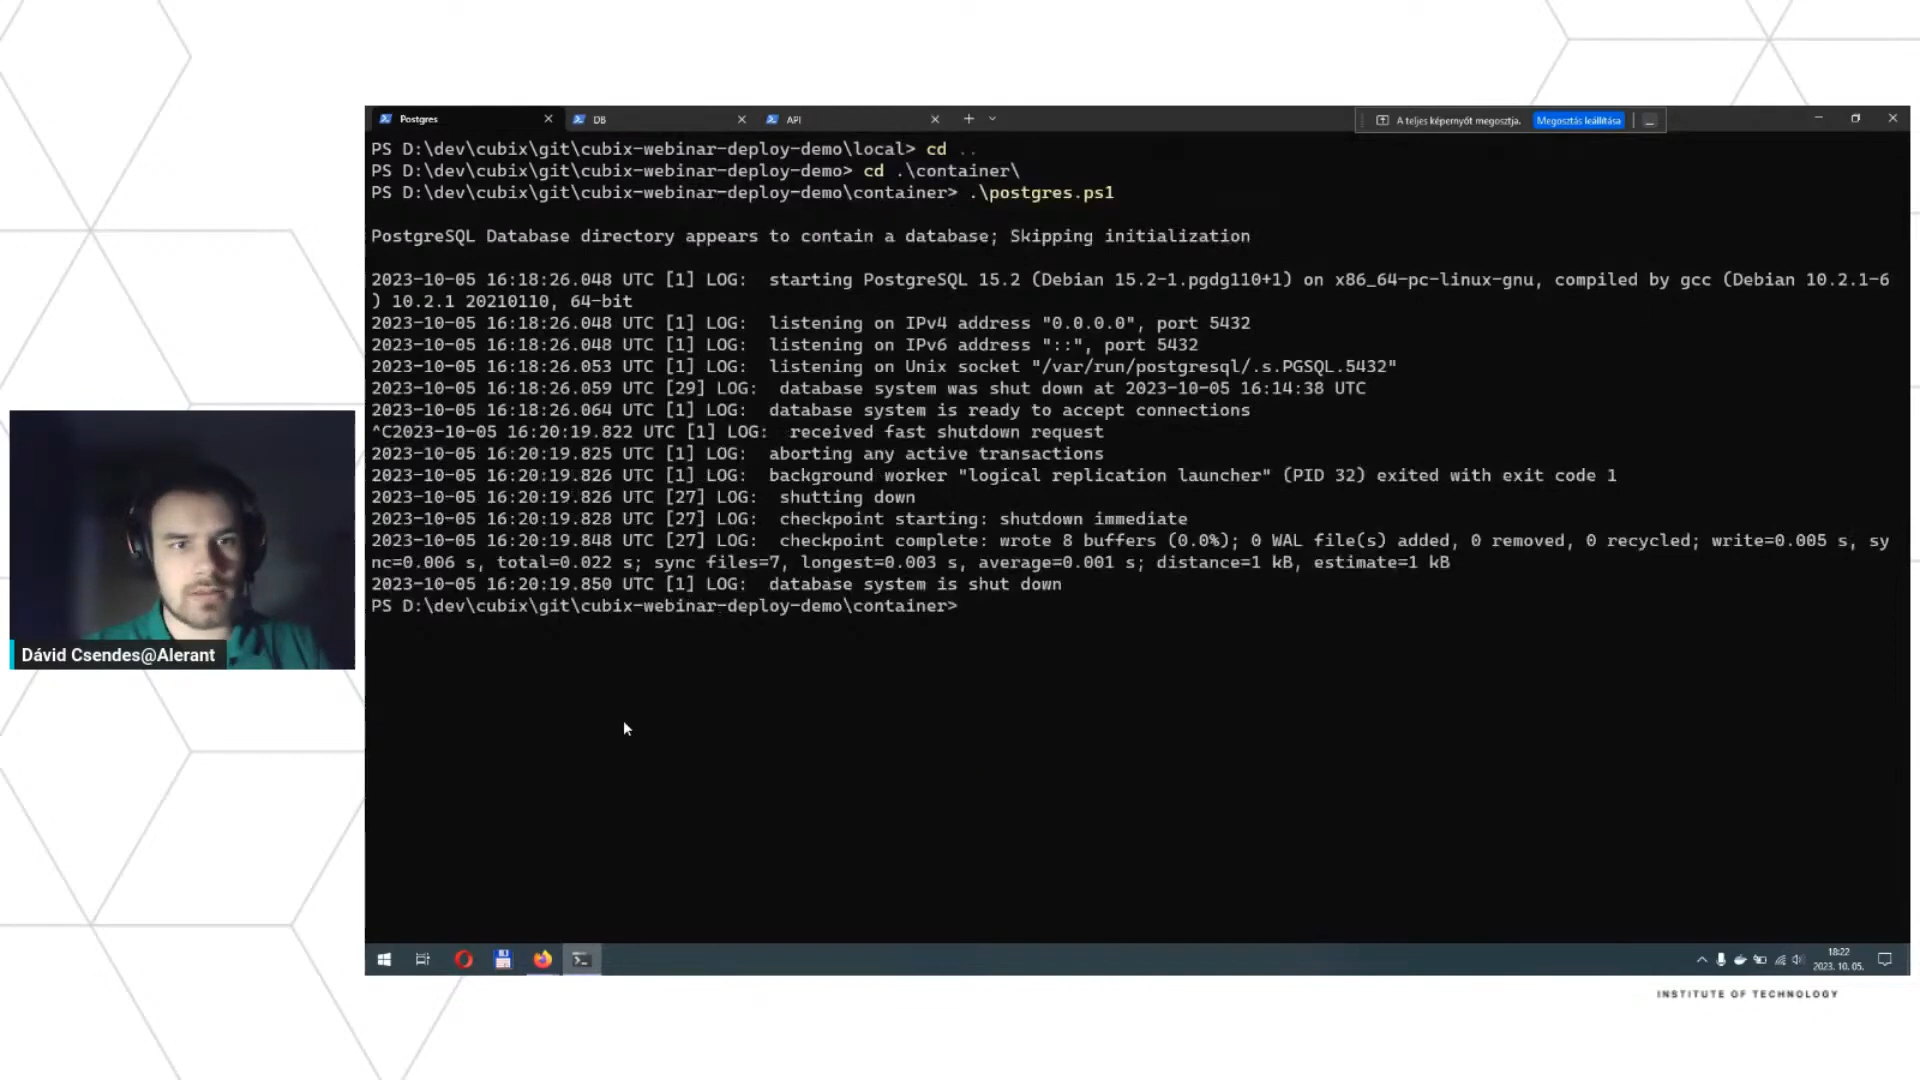 Postgres
DB
API
A teljes képernyőt megosztja.
Megosztás leállítása
PS D:\dev\cubix\git\cubix-webinar-deploy-demo\local> cd ..
PS D:\dev\cubix\git\cubix-webinar-deploy-demo> cd .\container\
PS D:\dev\cubix\git\cubix-webinar-deploy-demo\container> .\postgres.ps1
PostgreSQL Database directory appears to contain a database; Skipping initialization
2023-10-05 16:18:26.048 UTC [1] LOG:  starting PostgreSQL 15.2 (Debian 15.2-1.pgdg110+1) on x86_64-pc-linux-gnu, compiled by gcc (Debian 10.2.1-6
) 10.2.1 20210110, 64-bit
2023-10-05 16:18:26.048 UTC [1] LOG:  listening on IPv4 address "0.0.0.0", port 5432
2023-10-05 16:18:26.048 UTC [1] LOG:  listening on IPv6 address "::", port 5432
2023-10-05 16:18:26.053 UTC [1] LOG:  listening on Unix socket "/var/run/postgresql/.s.PGSQL.5432"
2023-10-05 16:18:26.059 UTC [29] LOG:  database system was shut down at 2023-10-05 16:14:38 UTC
2023-10-05 16:18:26.064 UTC [1] LOG:  database system is ready to accept connections
^C2023-10-05 16:20:19.822 UTC [1] LOG:  received fast shutdown request
2023-10-05 16:20:19.825 UTC [1] LOG:  aborting any active transactions
2023-10-05 16:20:19.826 UTC [1] LOG:  background worker "logical replication launcher" (PID 32) exited with exit code 1
2023-10-05 16:20:19.826 UTC [27] LOG:  shutting down
2023-10-05 16:20:19.828 UTC [27] LOG:  checkpoint starting: shutdown immediate
2023-10-05 16:20:19.848 UTC [27] LOG:  checkpoint complete: wrote 8 buffers (0.0%); 0 WAL file(s) added, 0 removed, 0 recycled; write=0.005 s, sy
nc=0.006 s, total=0.022 s; sync files=7, longest=0.003 s, average=0.001 s; distance=1 kB, estimate=1 kB
2023-10-05 16:20:19.850 UTC [1] LOG:  database system is shut down
PS D:\dev\cubix\git\cubix-webinar-deploy-demo\container>
Dávid Csendes@Alerant
18:22
2023. 10. 05.
INSTITUTE OF TECHNOLOGY